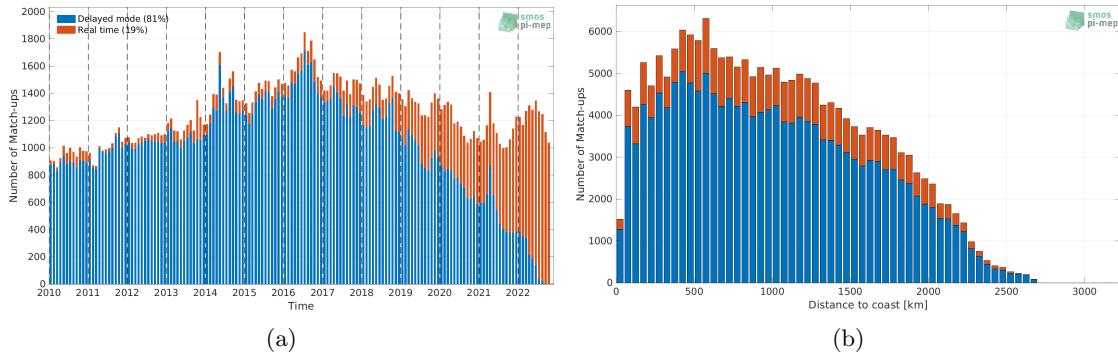 Delayed mode (81%)
Real time (19%)
smos
pi-mep
Number of Match-ups
2000
1800
1600
1400
1200
1000
800
600
400
200
0
2010 2011 2012 2013 2014 2015 2016 2017 2018 2019 2020 2021 2022
Time
(a)
smos
pi-mep
Number of Match-ups
6000
5000
4000
3000
2000
1000
0
0 500 1000 1500 2000 2500 3000
Distance to coast [km]
(b)